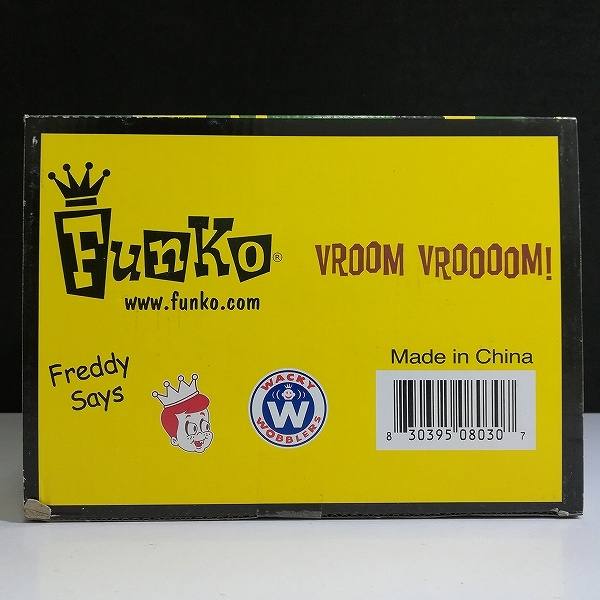 Funko®
www.funko.com
VROOM VROOOOM!
Freddy
Says
WACKY
W
WOBBLERS
Made in China
8 30395 08030 7